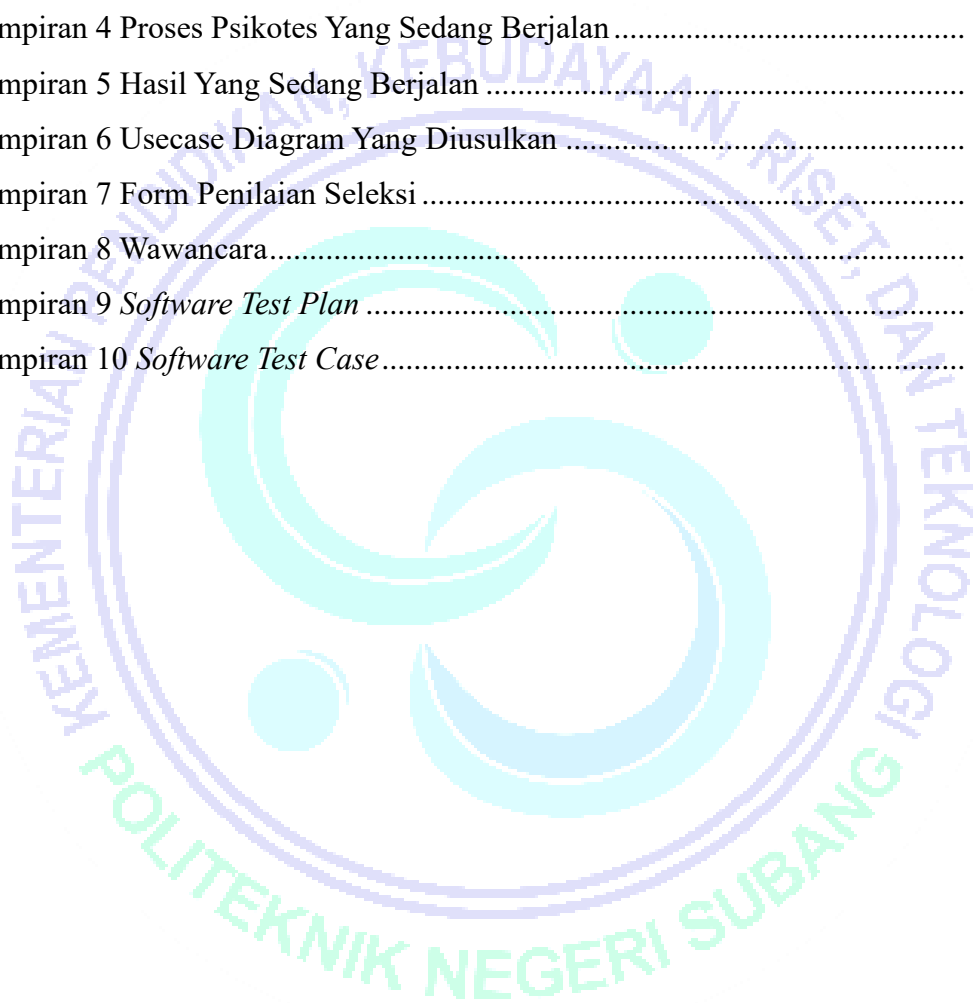 mpiran 4 Proses Psikotes Yang Sedang Berjalan ............................................
mpiran 5 Hasil Yang Sedang Berjalan ............................................................
mpiran 6 Usecase Diagram Yang Diusulkan ..................................................
mpiran 7 Form Penilaian Seleksi ....................................................................
mpiran 8 Wawancara.......................................................................................
mpiran 9 Software Test Plan ...........................................................................
mpiran 10 Software Test Case.........................................................................
KEMENTERIAN PENDIDIKAN, KEBUDAYAAN, RISET, DAN TEKNOLOGI
POLITEKNIK NEGERI SUBANG